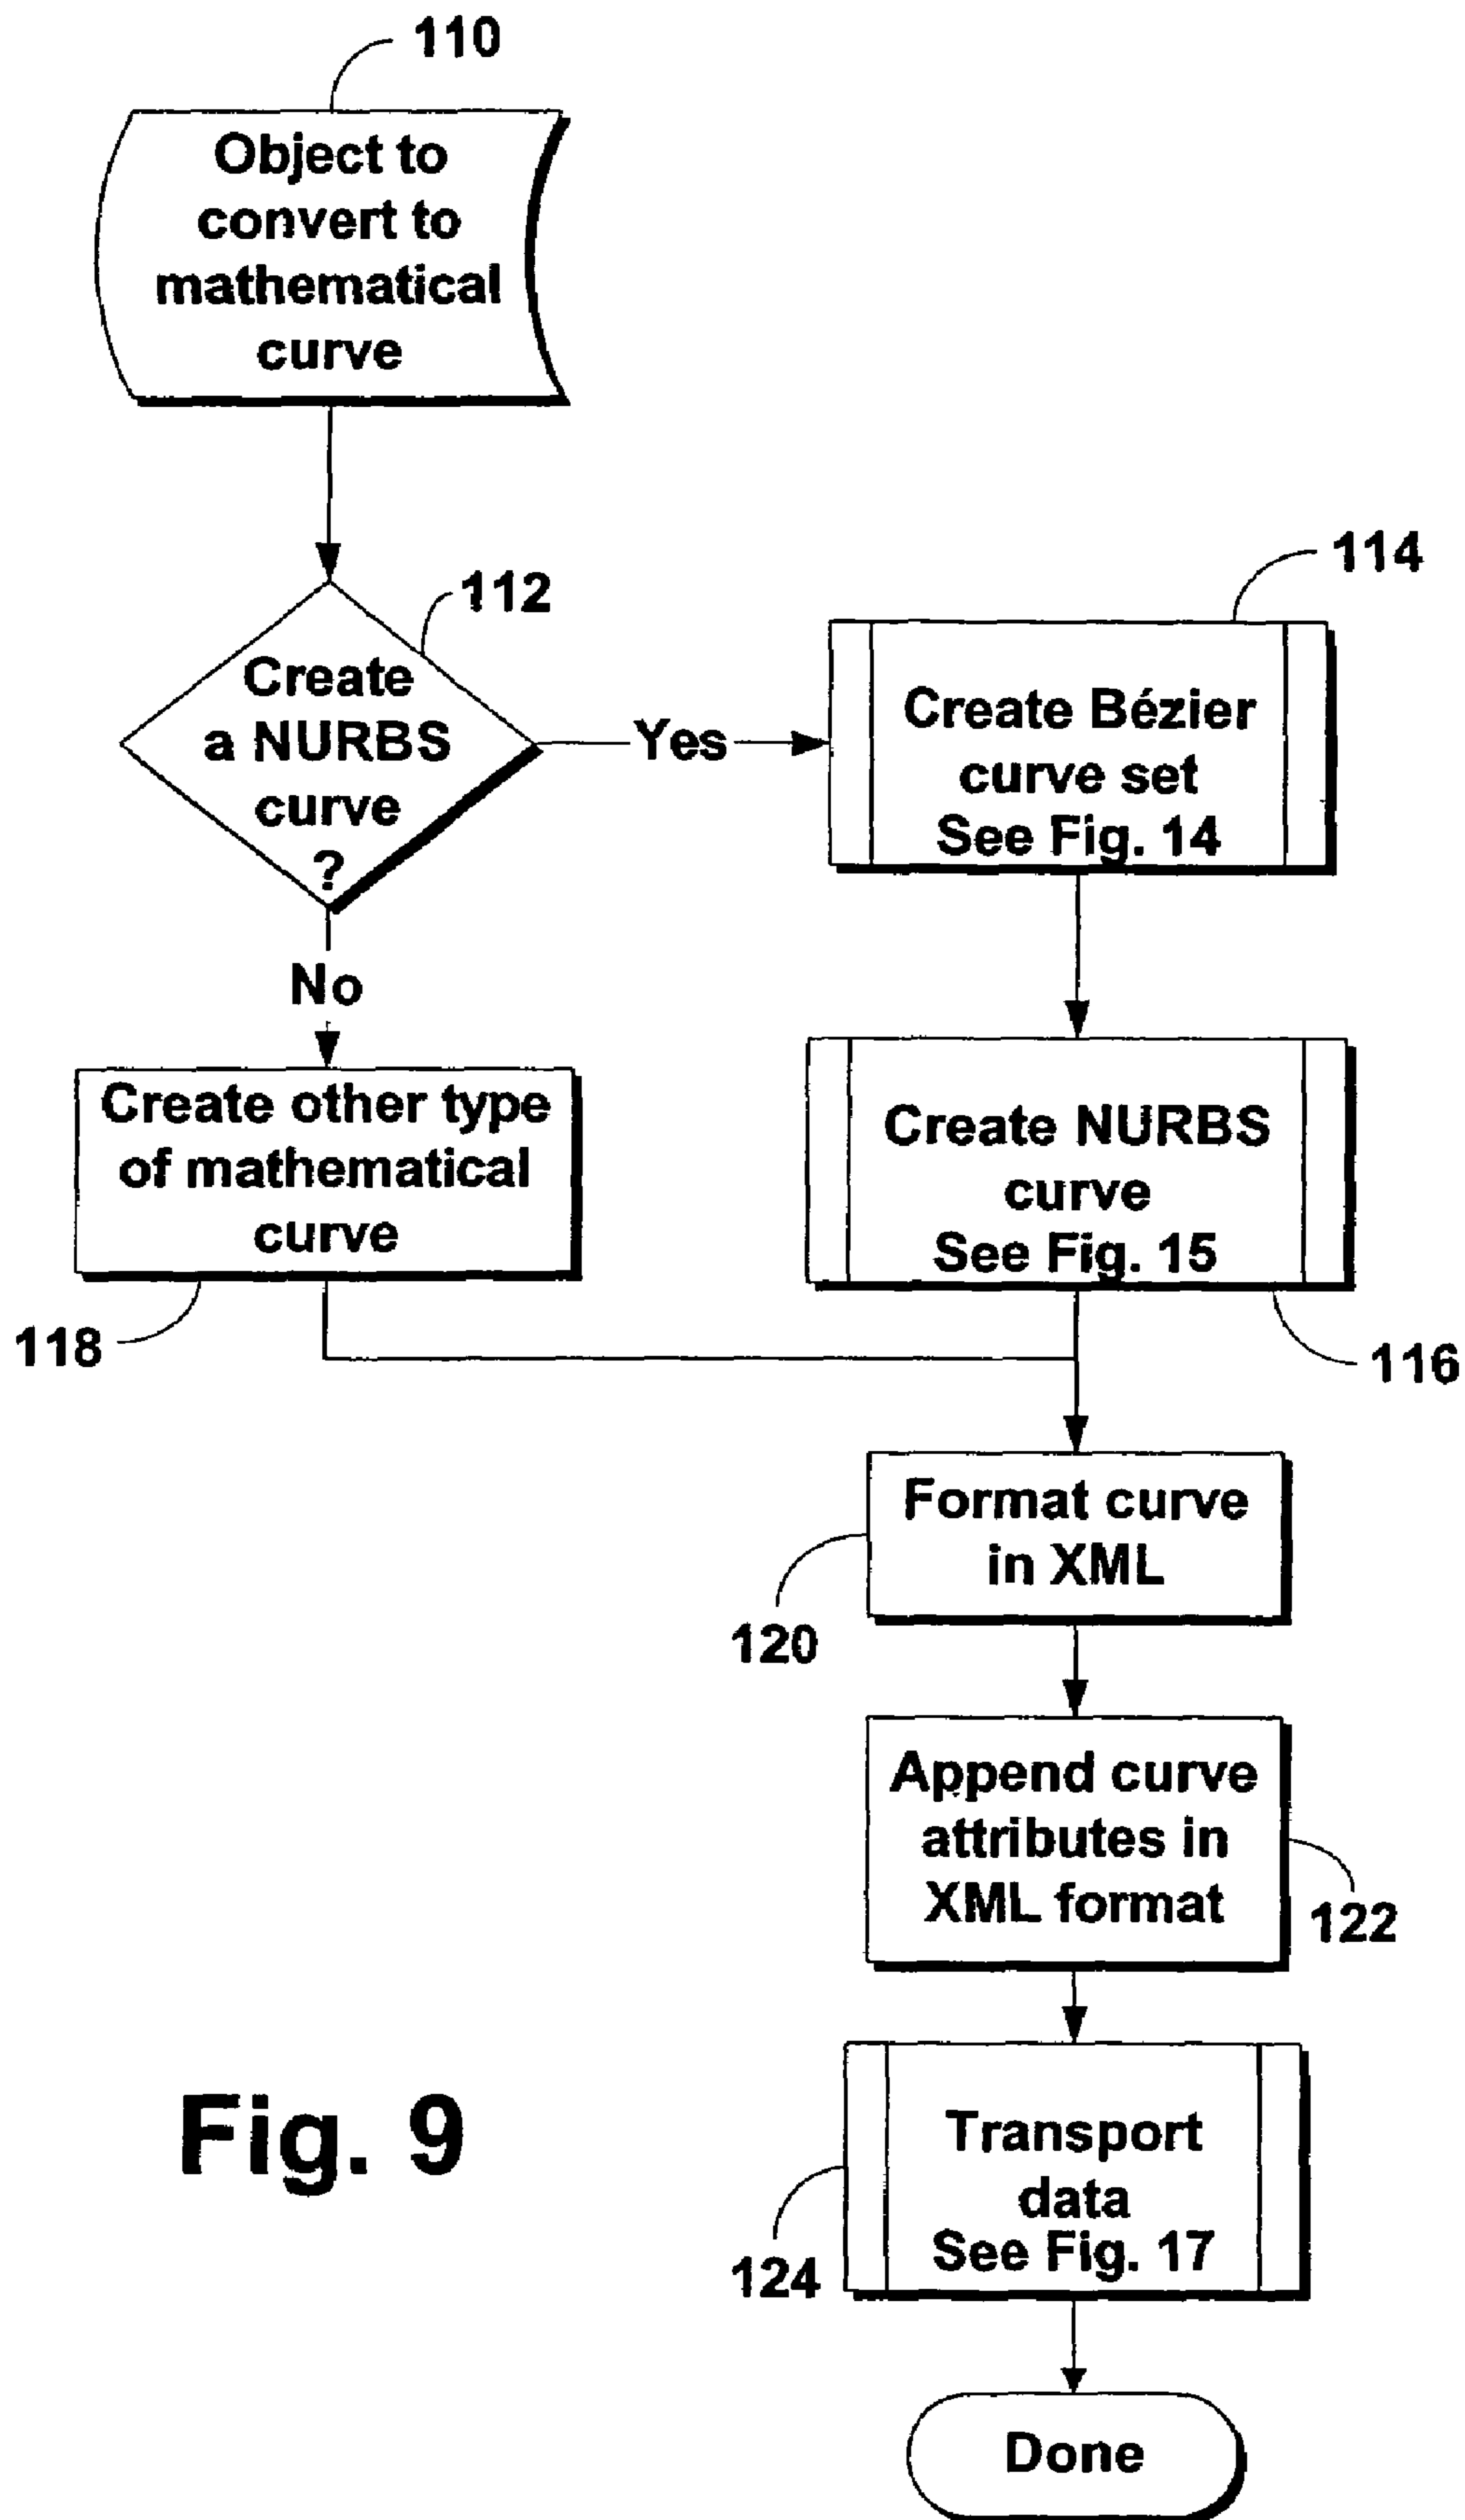 110
Object to
convert to
mathematical
curve
112
Create
a NURBS
curve
?
Yes
114
Create Bézier
curve set
See Fig. 14
No
Create other type
of mathematical
curve
118
Create NURBS
curve
See Fig. 15
116
Format curve
in XML
120
Append curve
attributes in
XML format
122
Transport
data
See Fig. 17
124
Done
Fig. 9